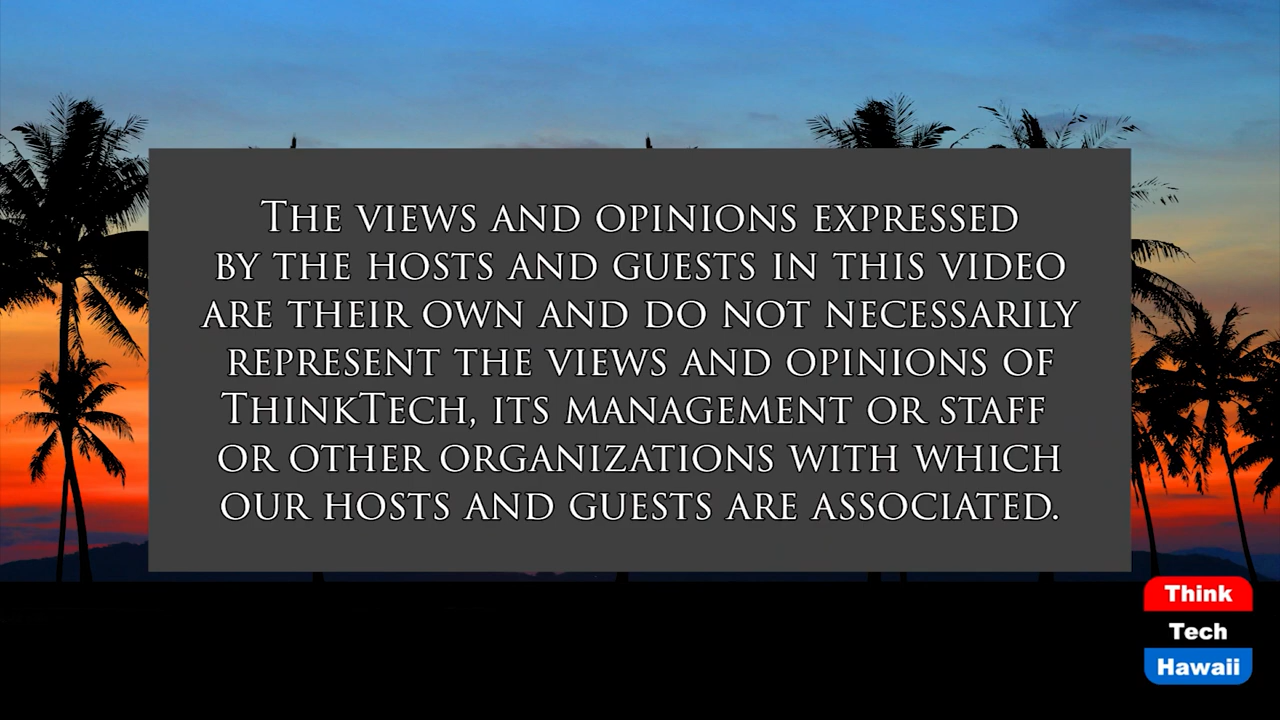 The views and opinions expressed
by the hosts and guests in this video
are their own and do not necessarily
represent the views and opinions of
ThinkTech, its management or staff
or other organizations with which
our hosts and guests are associated.
Think
Tech
Hawaii